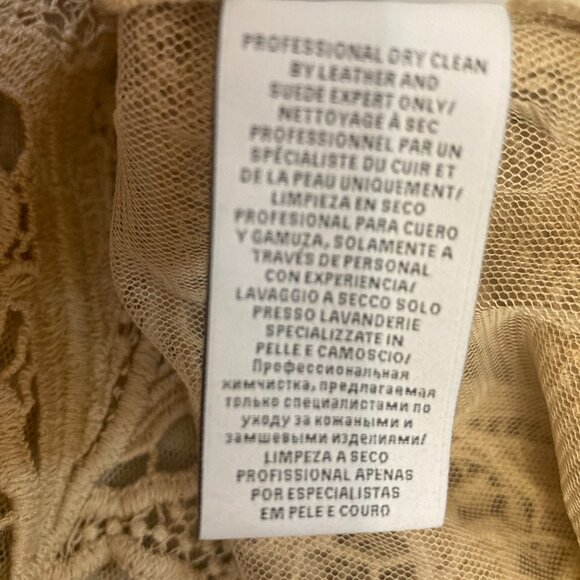 PROFESSIONAL DRY CLEAN
BY LEATHER AND
SUEDE EXPERT ONLY/
NETTOYAGE À SEC
PROFESSIONNEL PAR UN
SPÉCIALISTE DU CUIR ET
DE LA PEAU UNIQUEMENT/
LIMPIEZA EN SECO
PROFESIONAL PARA CUERO
Y GAMUZA, SOLAMENTE A
TRAVÉS DE PERSONAL
CON EXPERIENCIA/
LAVAGGIO A SECCO SOLO
PRESSO LAVANDERIE
SPECIALIZZATE IN
PELLE E CAMOSCIO/
Профессиональная
химчистка, предлагаемая
только специалистами по
уходу за кожаными и
замшевыми изделиями/
LIMPEZA A SECO
PROFISSIONAL APENAS
POR ESPECIALISTAS
EM PELE E COURO